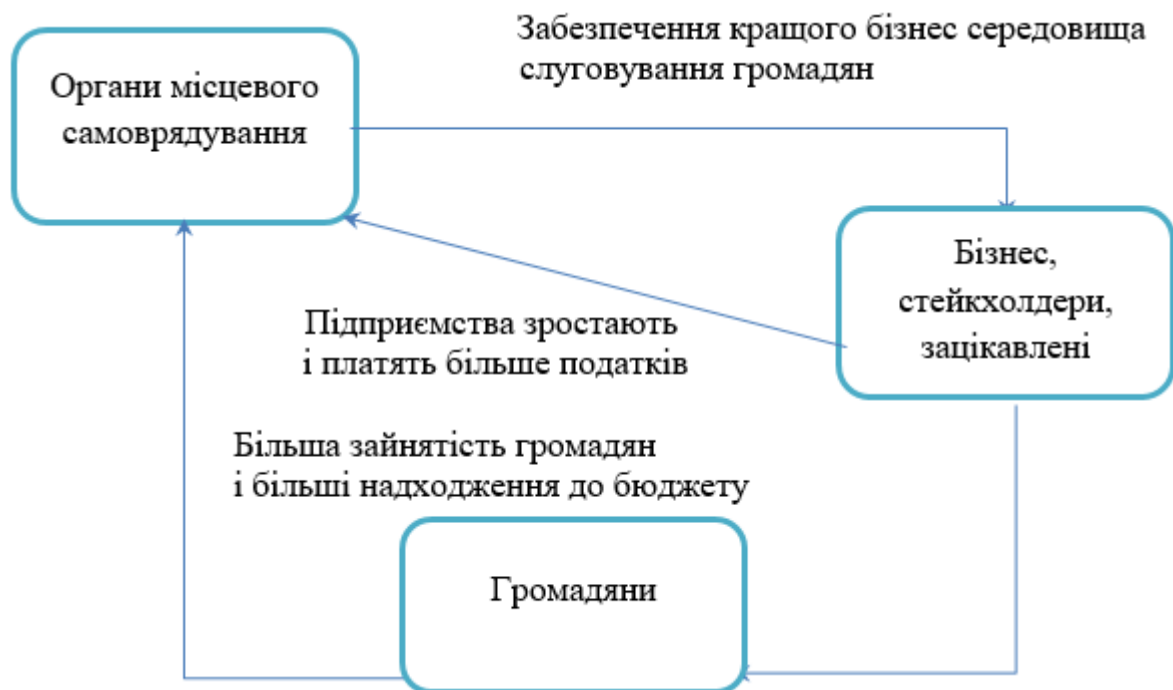 Забезпечення кращого бізнес середовища
слуговування громадян
Органи місцевого
самоврядування
Бізнес,
стейкхолдери,
зацікавлені
Підприємства зростають
і платять більше податків
Більша зайнятість громадян
і більші надходження до бюджету
Громадяни